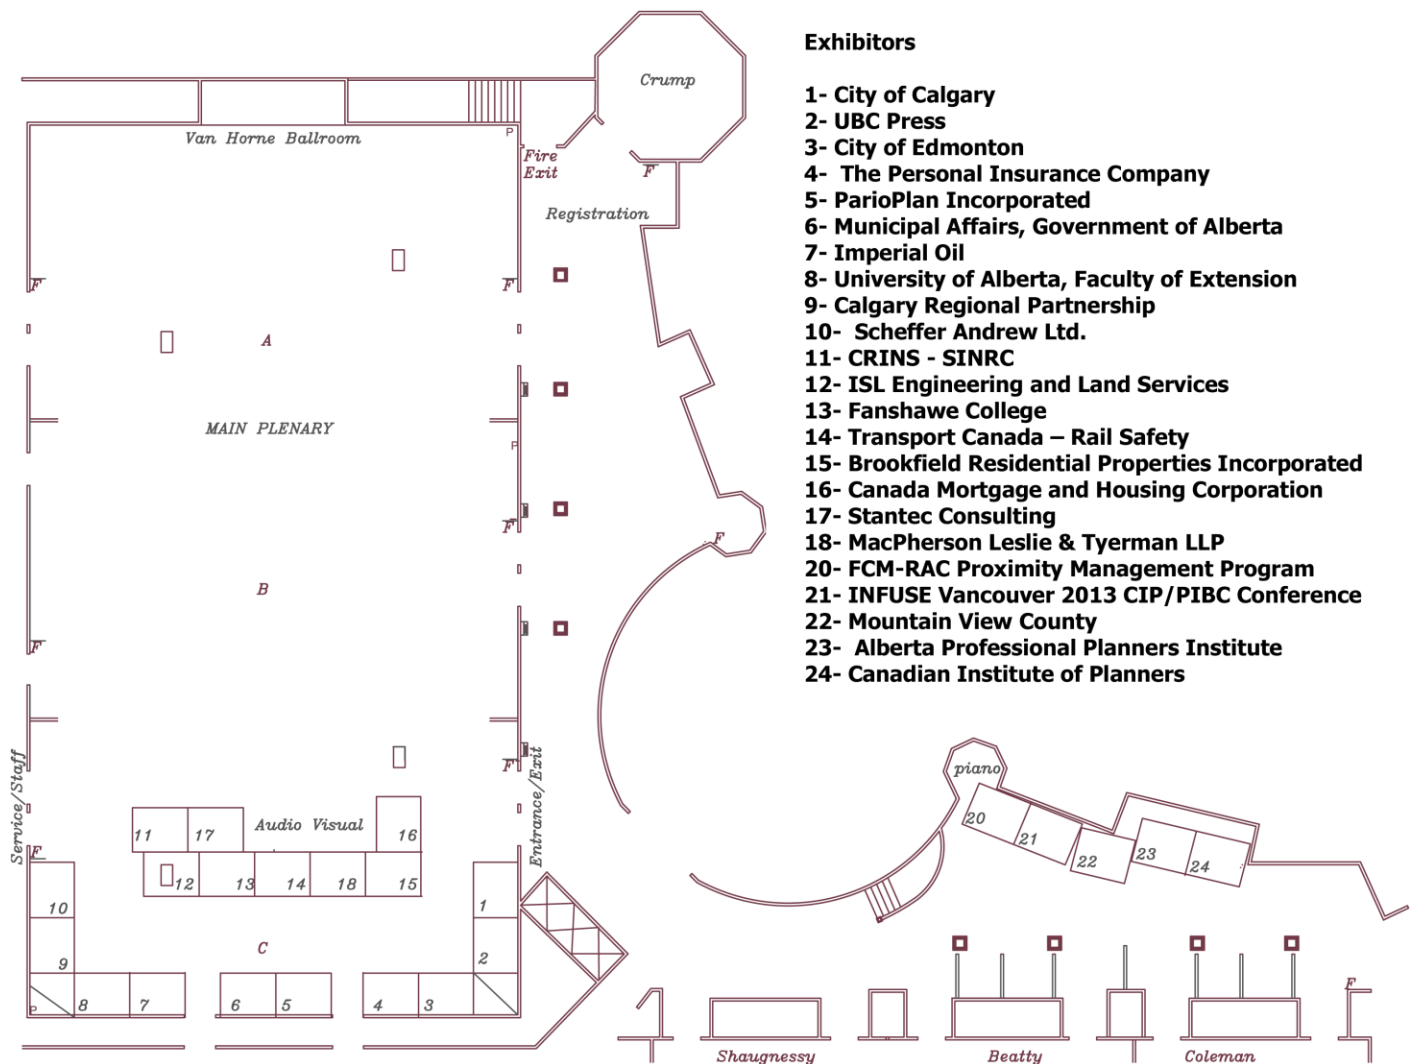 Exhibitors
1- City of Calgary
2- UBC Press
3- City of Edmonton
4- The Personal Insurance Company
5- ParioPlan Incorporated
6- Municipal Affairs, Government of Alberta
7- Imperial Oil
8- University of Alberta, Faculty of Extension
9- Calgary Regional Partnership
10- Scheffer Andrew Ltd.
11- CRINS - SINRC
12- ISL Engineering and Land Services
13- Fanshawe College
14- Transport Canada – Rail Safety
15- Brookfield Residential Properties Incorporated
16- Canada Mortgage and Housing Corporation
17- Stantec Consulting
18- MacPherson Leslie & Tyerman LLP
20- FCM-RAC Proximity Management Program
21- INFUSE Vancouver 2013 CIP/PIBC Conference
22- Mountain View County
23- Alberta Professional Planners Institute
24- Canadian Institute of Planners
Crump
Van Horne Ballroom
P
Fire
Exit
F
Registration
F
F
A
MAIN PLENARY
P
F
F
B
F
F
Service/Staff
Entrance/Exit
piano
Audio Visual
11
17
16
F
12
13
14
18
15
10
1
9
C
2
P
8
7
6
5
4
3
20
21
22
23
24
F
Shaugnessy
Beatty
Coleman